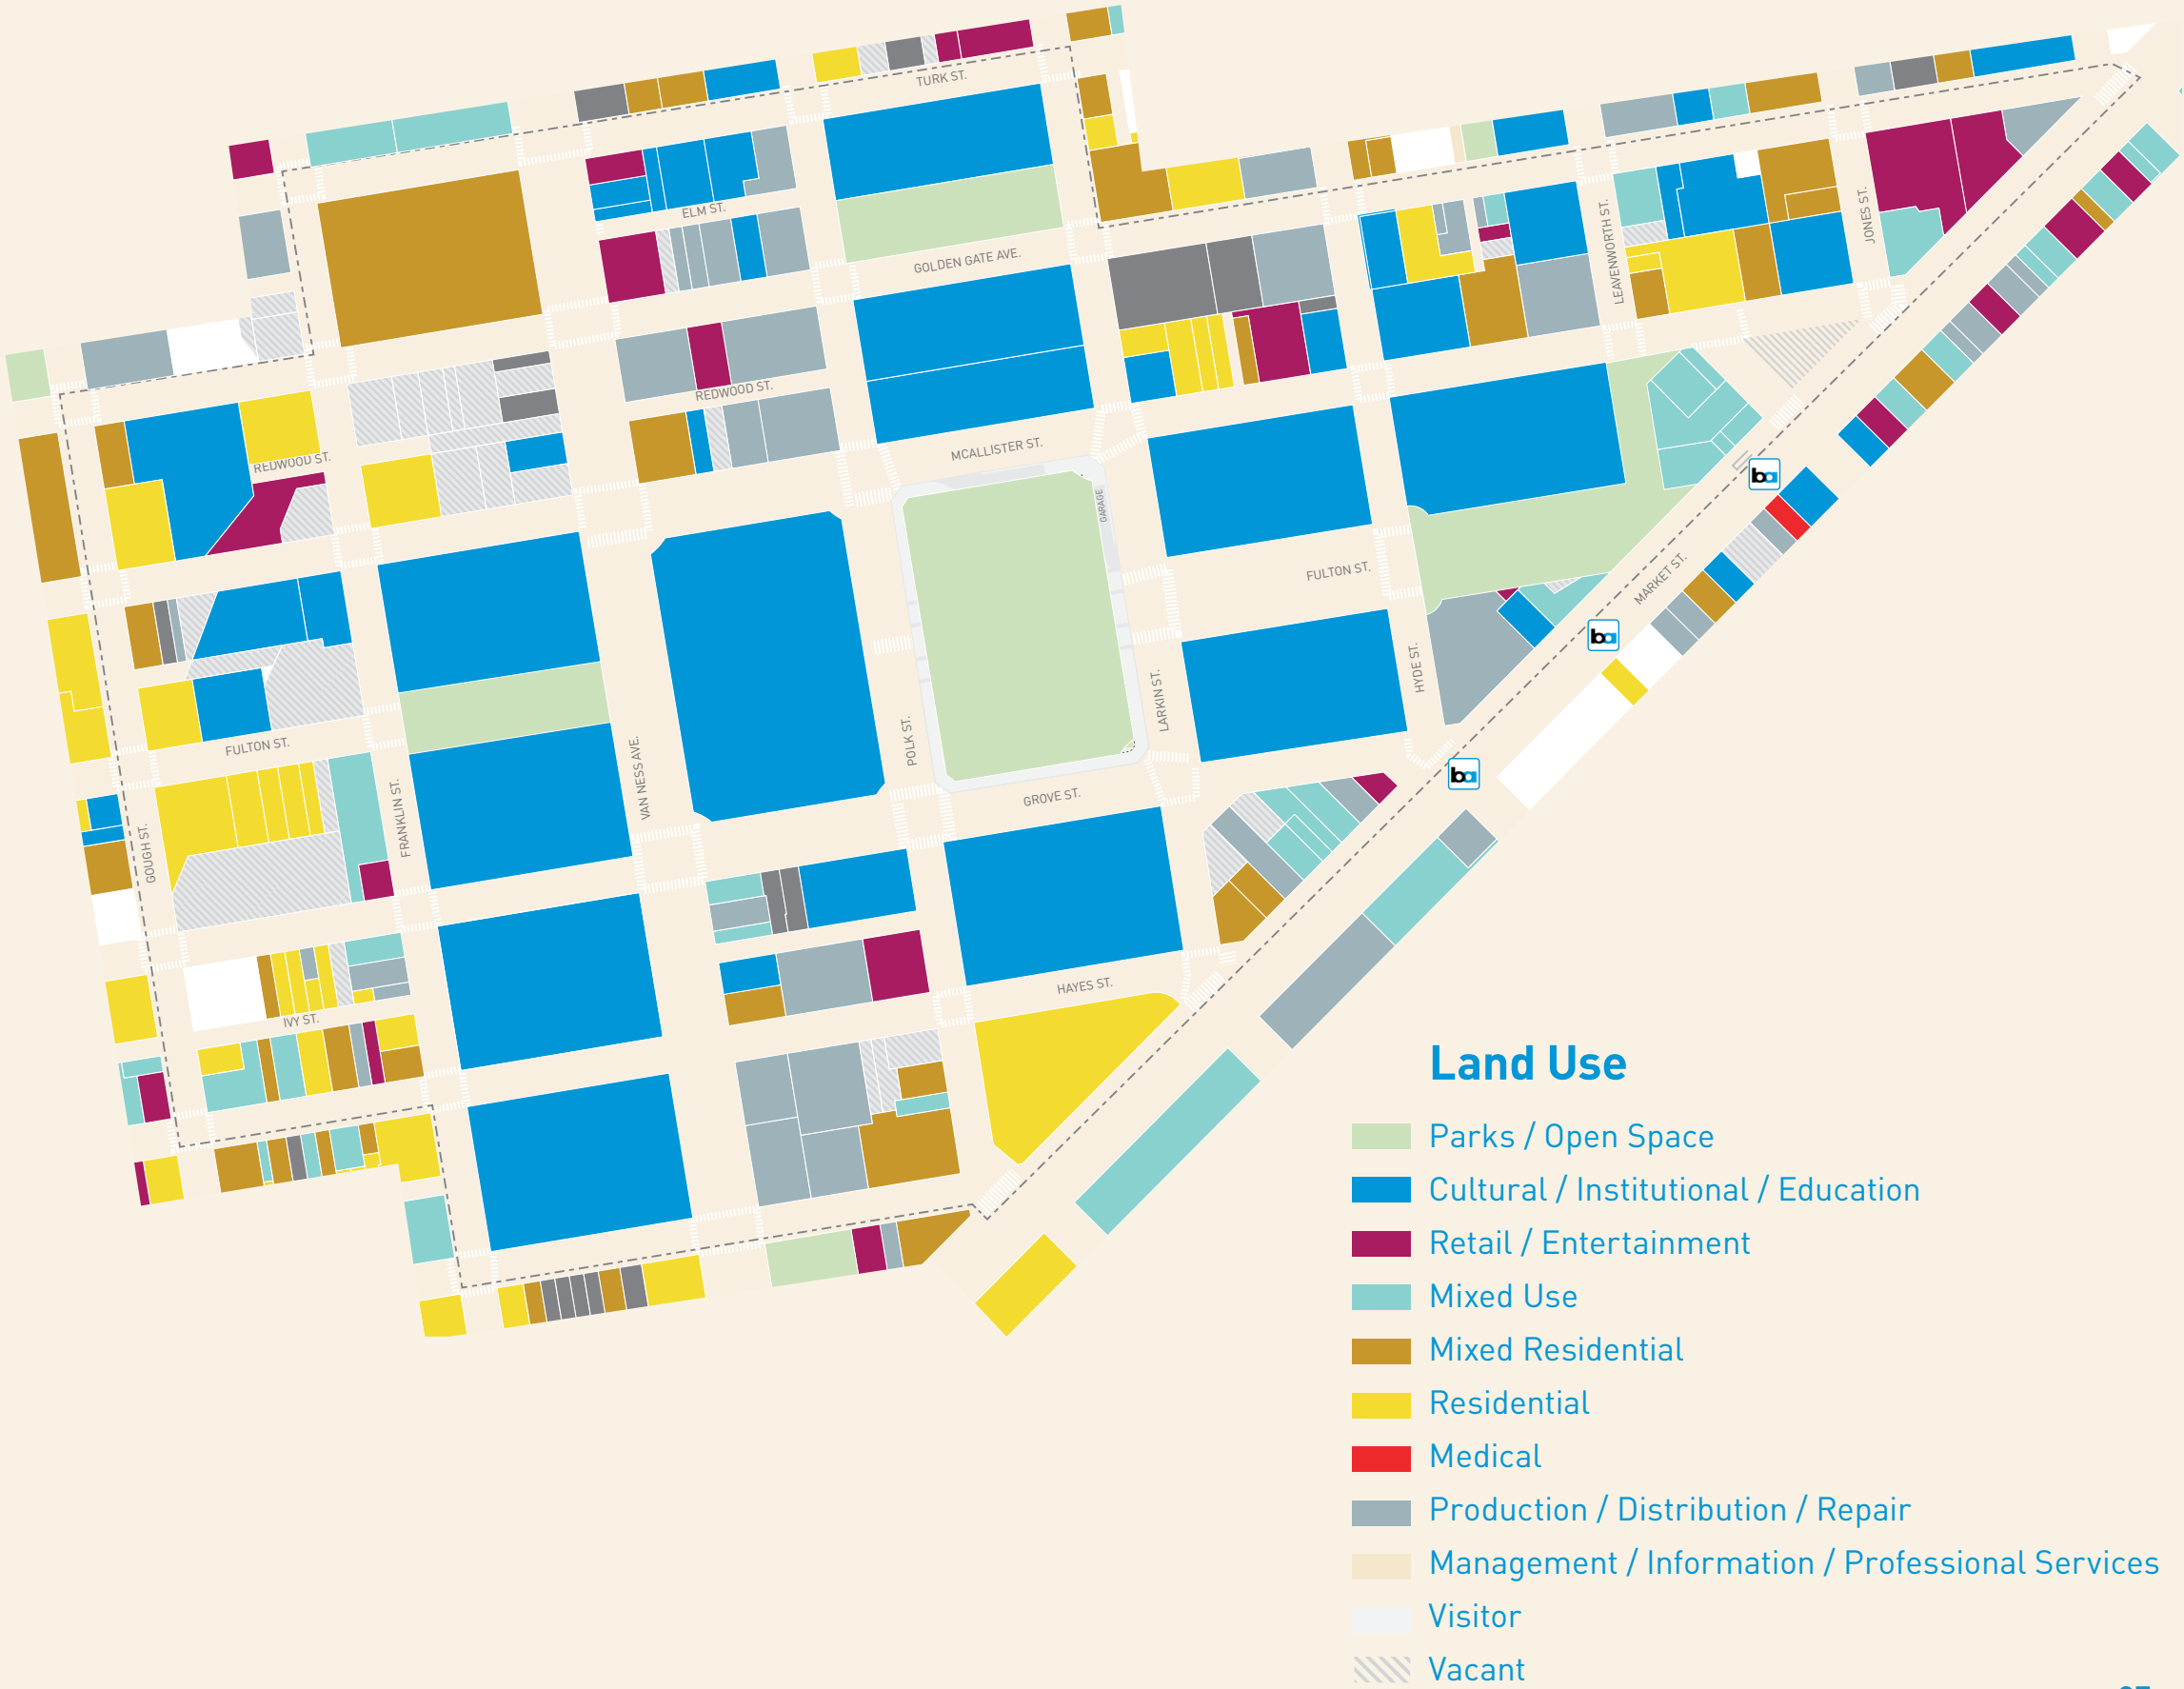 TURK ST.
ELM ST.
GOLDEN GATE AVE.
LEAVENWORTH ST.
JONES ST.
REDWOOD ST.
REDWOOD ST.
MCALLISTER ST.
GARAGE
FULTON ST.
MARKET ST.
HYDE ST.
LARKIN ST.
POLK ST.
VAN NESS AVE.
FULTON ST.
FRANKLIN ST.
GOUGH ST.
GROVE ST.
HAYES ST.
IVY ST.
ba
ba
ba
Land Use
Parks / Open Space
Cultural / Institutional / Education
Retail / Entertainment
Mixed Use
Mixed Residential
Residential
Medical
Production / Distribution / Repair
Management / Information / Professional Services
Visitor
Vacant